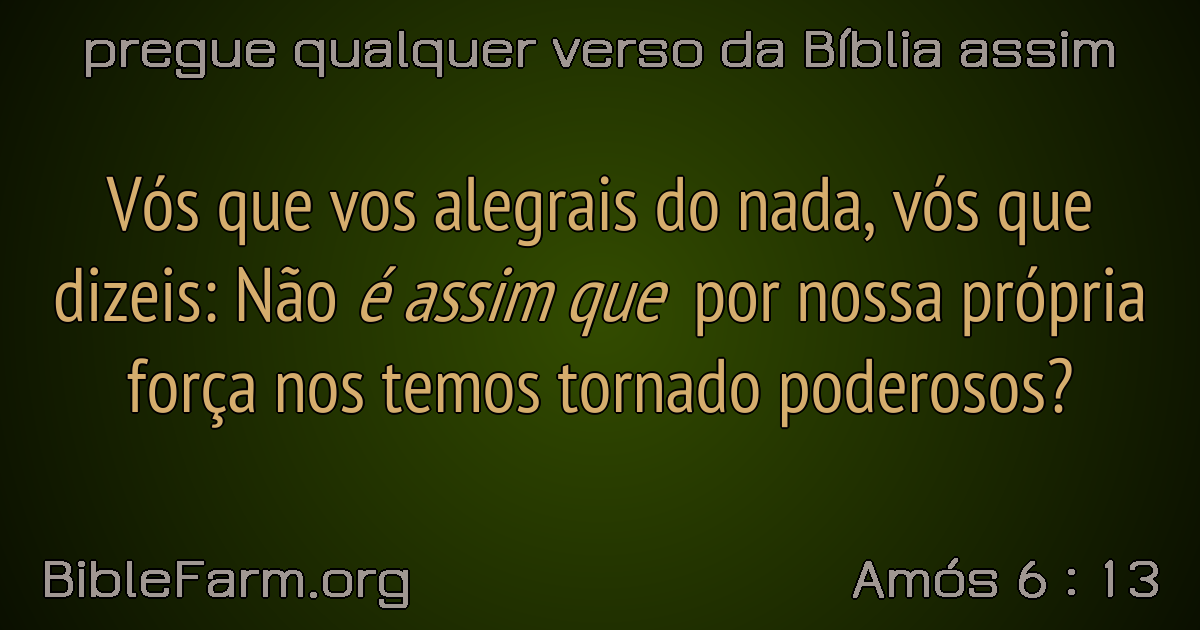 pregue qualquer verso da Bíblia assim
Vós que vos alegrais do nada, vós que
dizeis: Não é assim que por nossa própria
força nos temos tornado poderosos?
BibleFarm.org
Amós 6 : 13